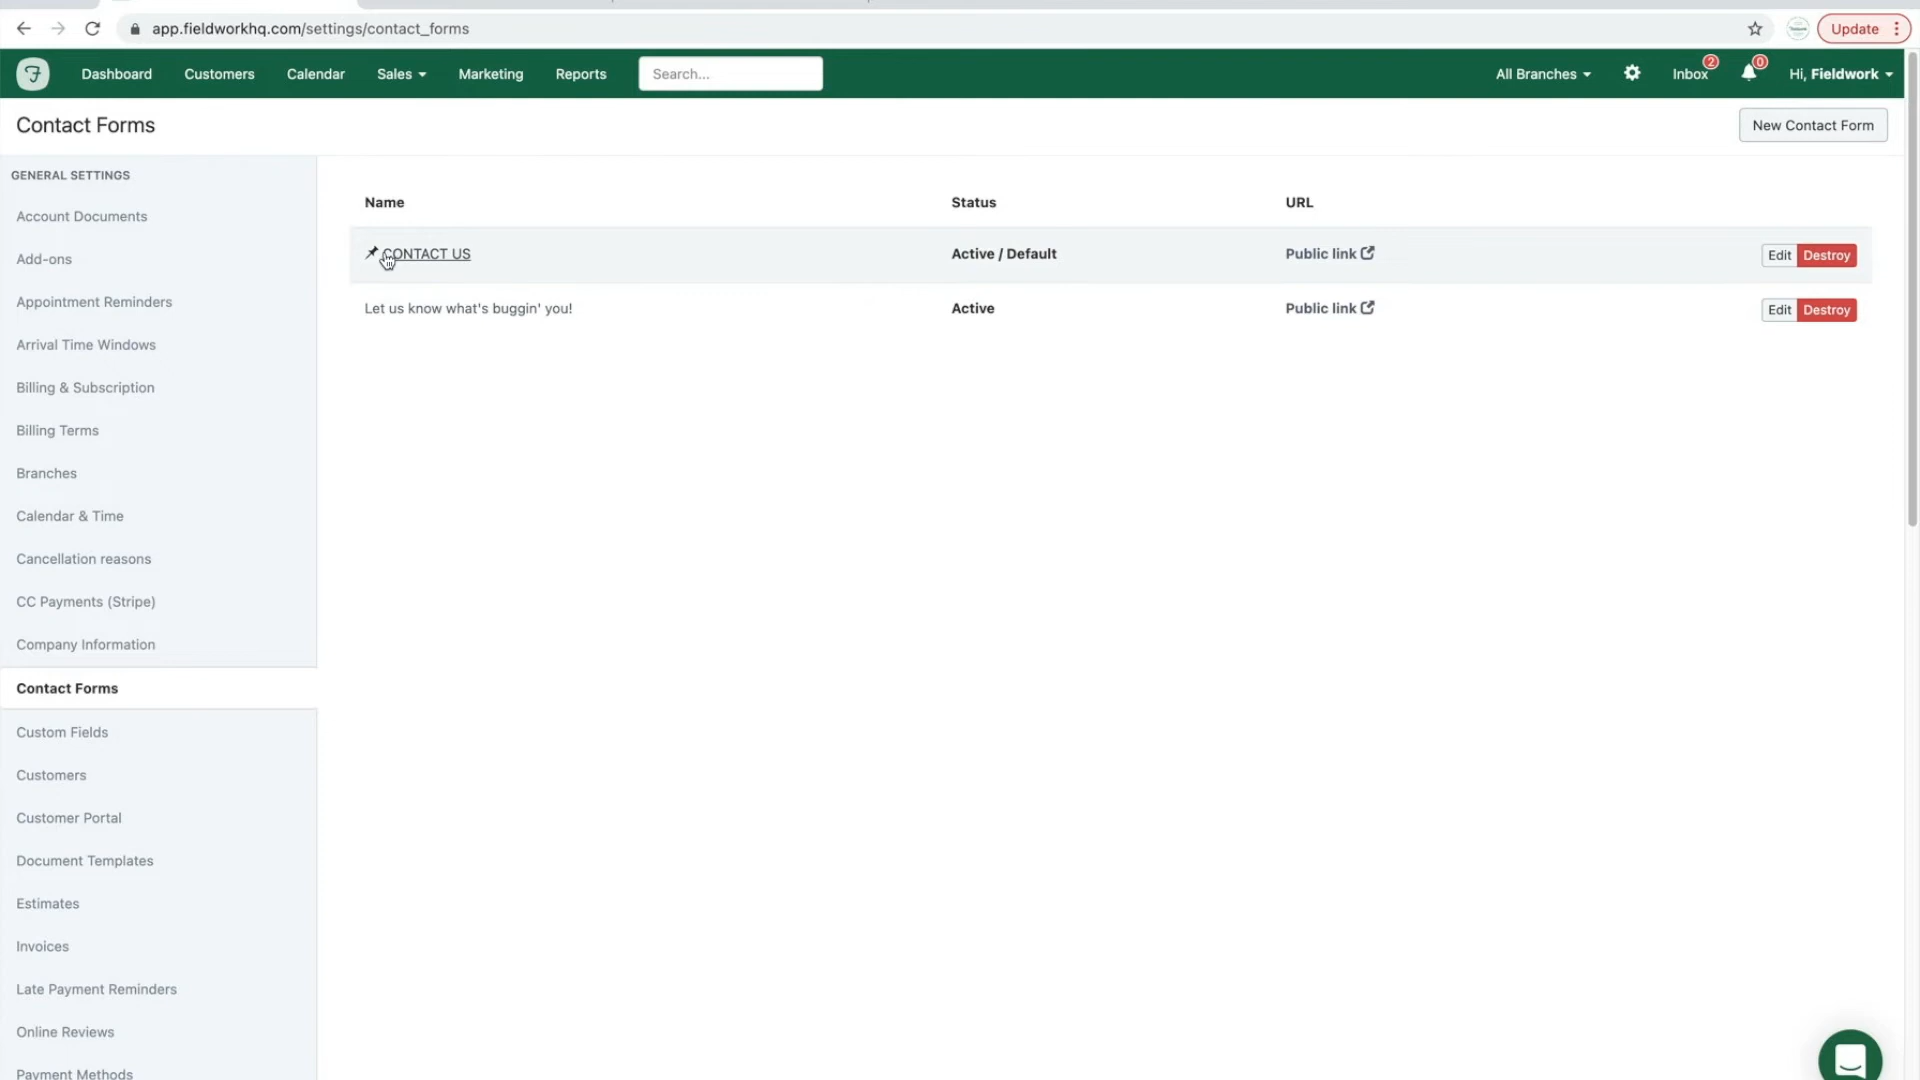 app.fieldworkhq.com/settings/contact_forms
Update
Dashboard Customers Calendar Sales Marketing Reports Search... All Branches Inbox 2 0 Hi, Fieldwork
Contact Forms
New Contact Form
GENERAL SETTINGS
Account Documents
Add-ons
Appointment Reminders
Arrival Time Windows
Billing & Subscription
Billing Terms
Branches
Calendar & Time
Cancellation reasons
CC Payments (Stripe)
Company Information
Contact Forms
Custom Fields
Customers
Customer Portal
Document Templates
Estimates
Invoices
Late Payment Reminders
Online Reviews
Payment Methods
Name Status URL
CONTACT US Active / Default Public link Edit Destroy
Let us know what's buggin' you! Active Public link Edit Destroy